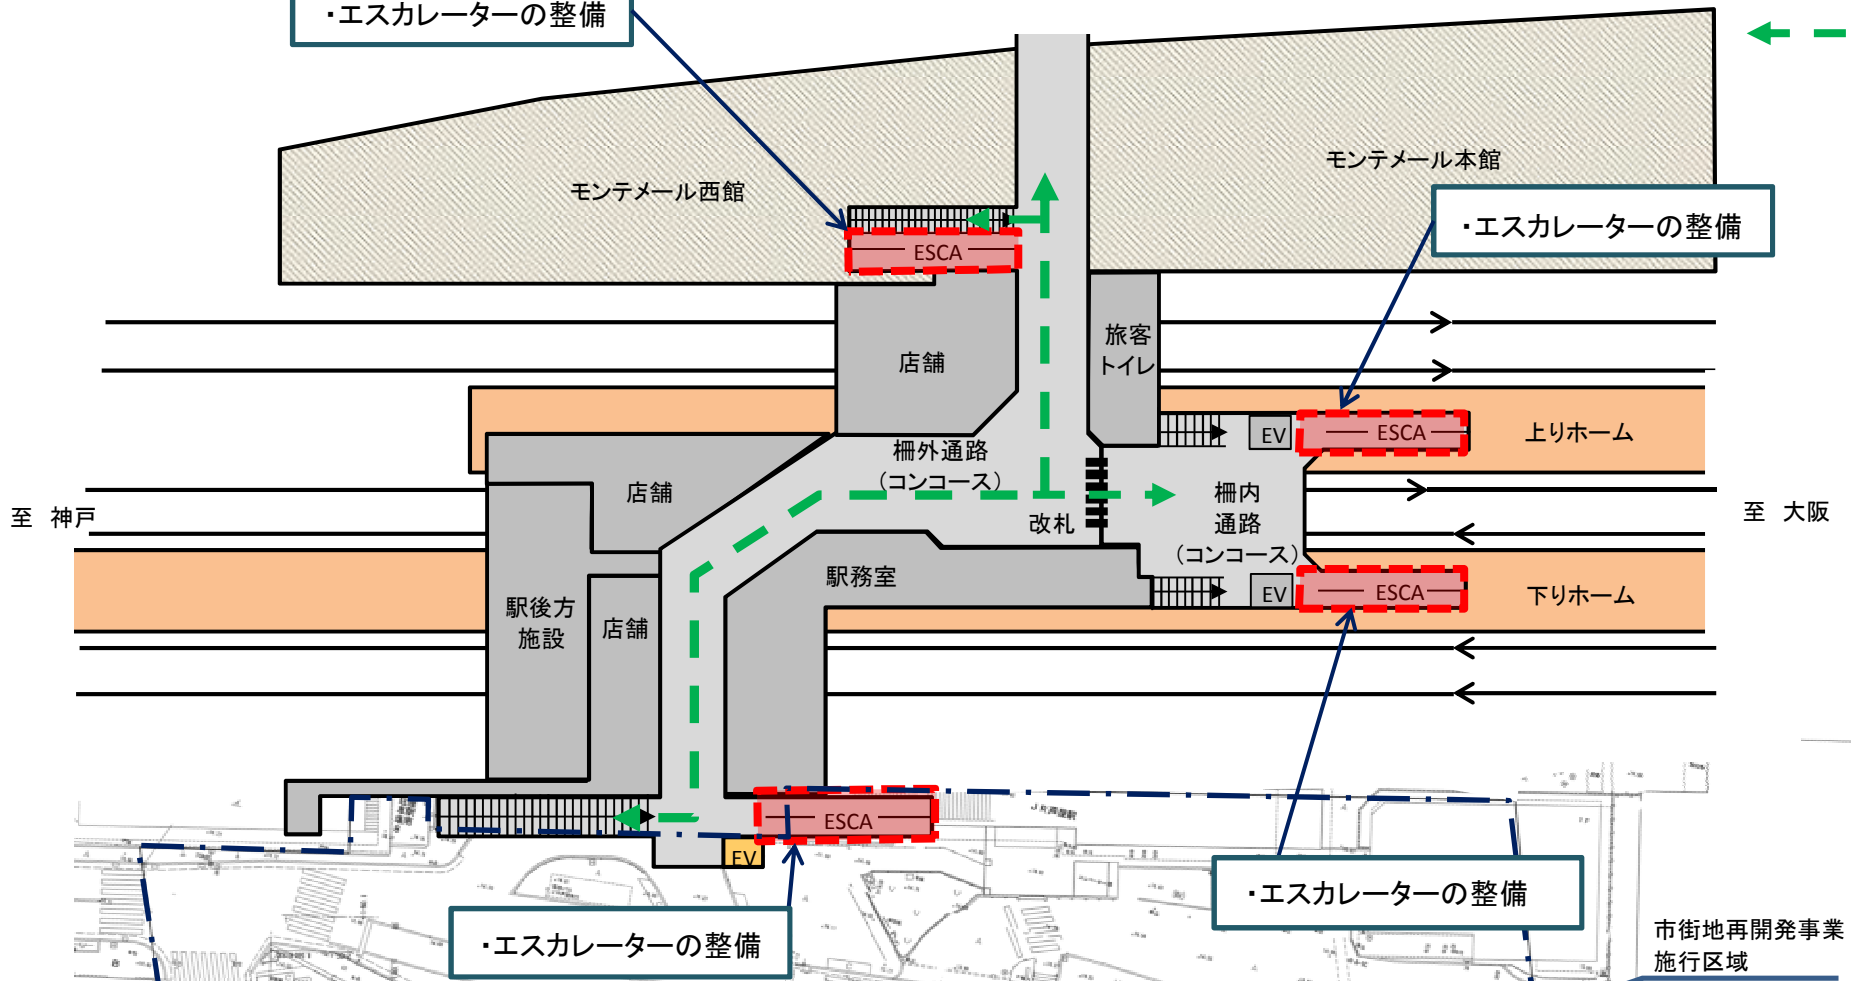 ・エスカレーターの整備
モンテメール本館
モンテメール西館
・エスカレーターの整備
ESCA
旅客
トイレ
店舗
EV
ESCA
上りホーム
柵外通路
（コンコース）
店舗
柵内
通路
（コンコース）
至 神戸
至 大阪
改札
駅務室
EV
ESCA
下りホーム
駅後方
施設
店舗
ESCA
EV
・エスカレーターの整備
・エスカレーターの整備
市街地再開発事業
施行区域